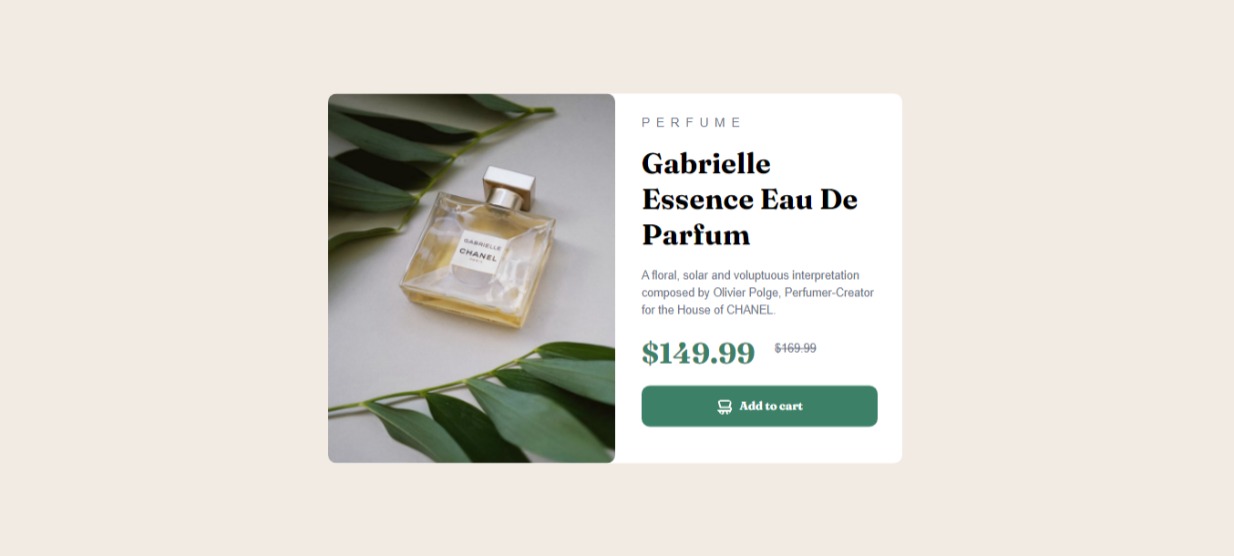 PERFUME
Gabrielle
Essence Eau De
Parfum
A floral, solar and voluptuous interpretation
composed by Olivier Polge, Perfumer-Creator
for the House of CHANEL.
$149.99 $169.99
Add to cart
GABRIELLE
CHANEL